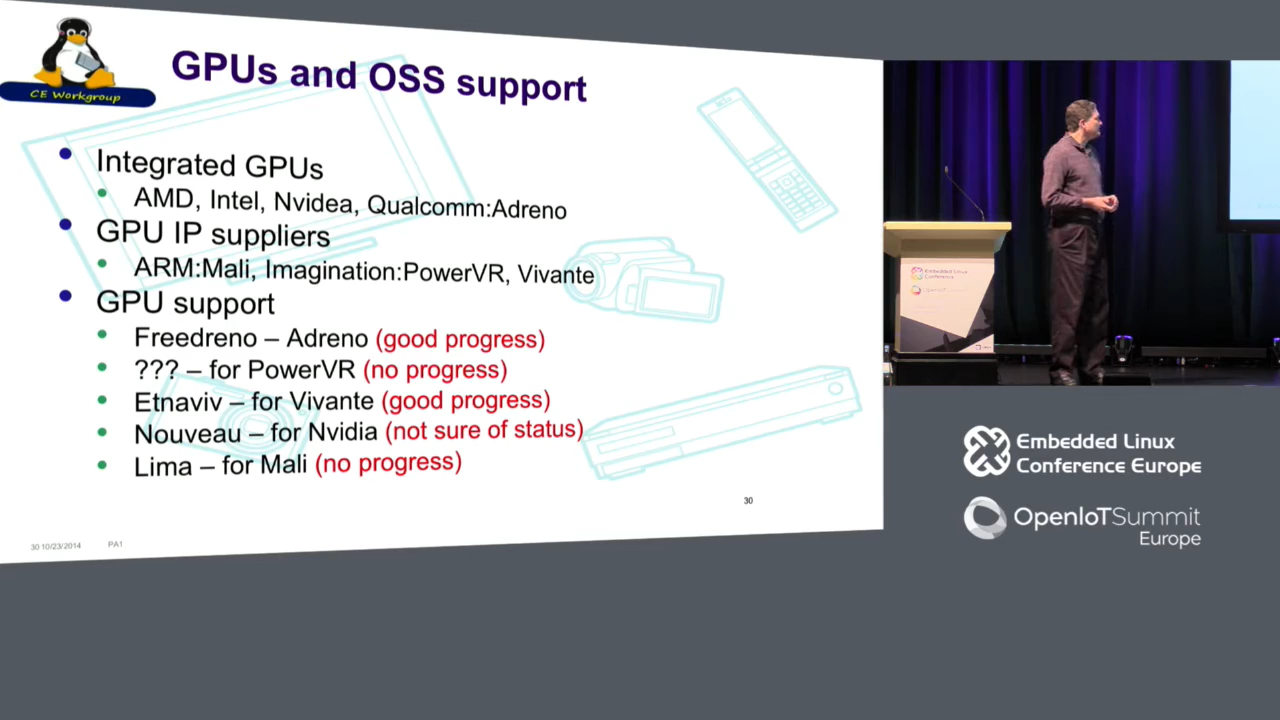 CE Workgroup
GPUs and OSS support
Integrated GPUs
AMD, Intel, Nvidea, Qualcomm:Adreno
GPU IP suppliers
ARM:Mali, Imagination:PowerVR, Vivante
GPU support
Freedreno – Adreno (good progress)
??? – for PowerVR (no progress)
Etnaviv – for Vivante (good progress)
Nouveau – for Nvidia (not sure of status)
Lima – for Mali (no progress)
30
30 10/23/2014 PA1
Embedded Linux
Conference
Embedded Linux
Conference Europe
OpenIoTSummit
Europe